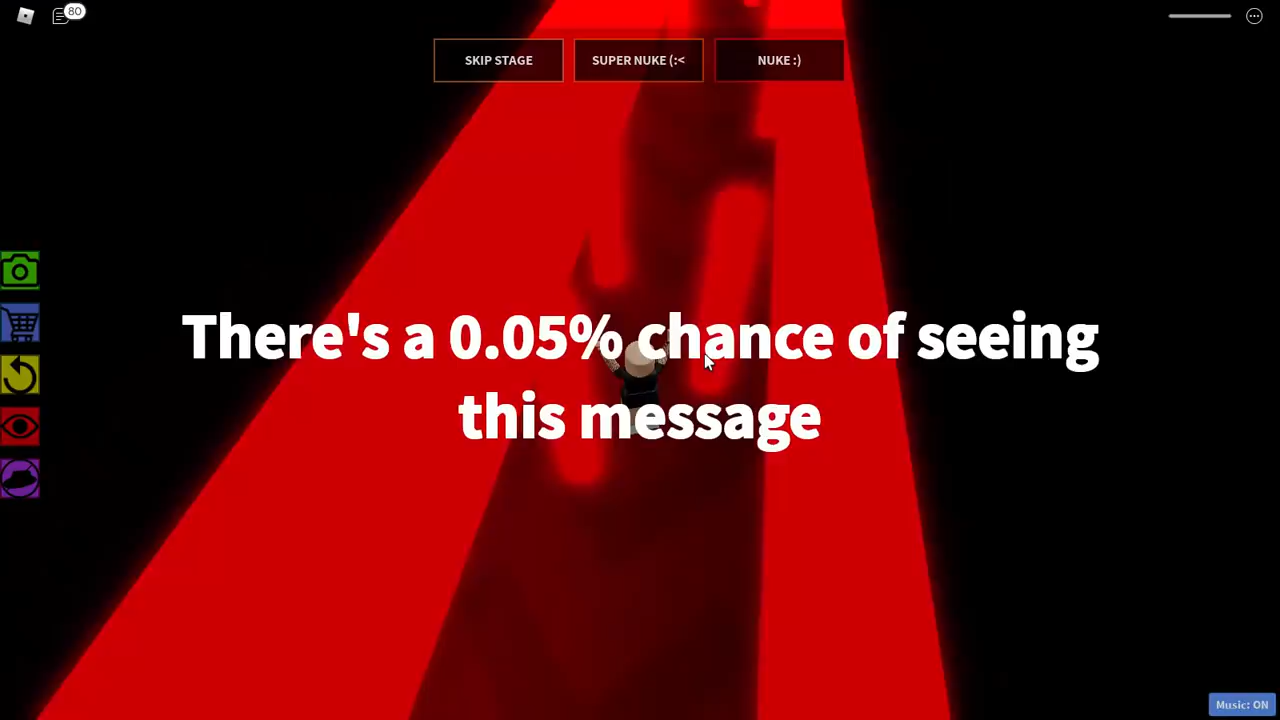 80
SKIP STAGE
SUPER NUKE (:<
NUKE :)
There's a 0.05% chance of seeing
this message
Music: ON